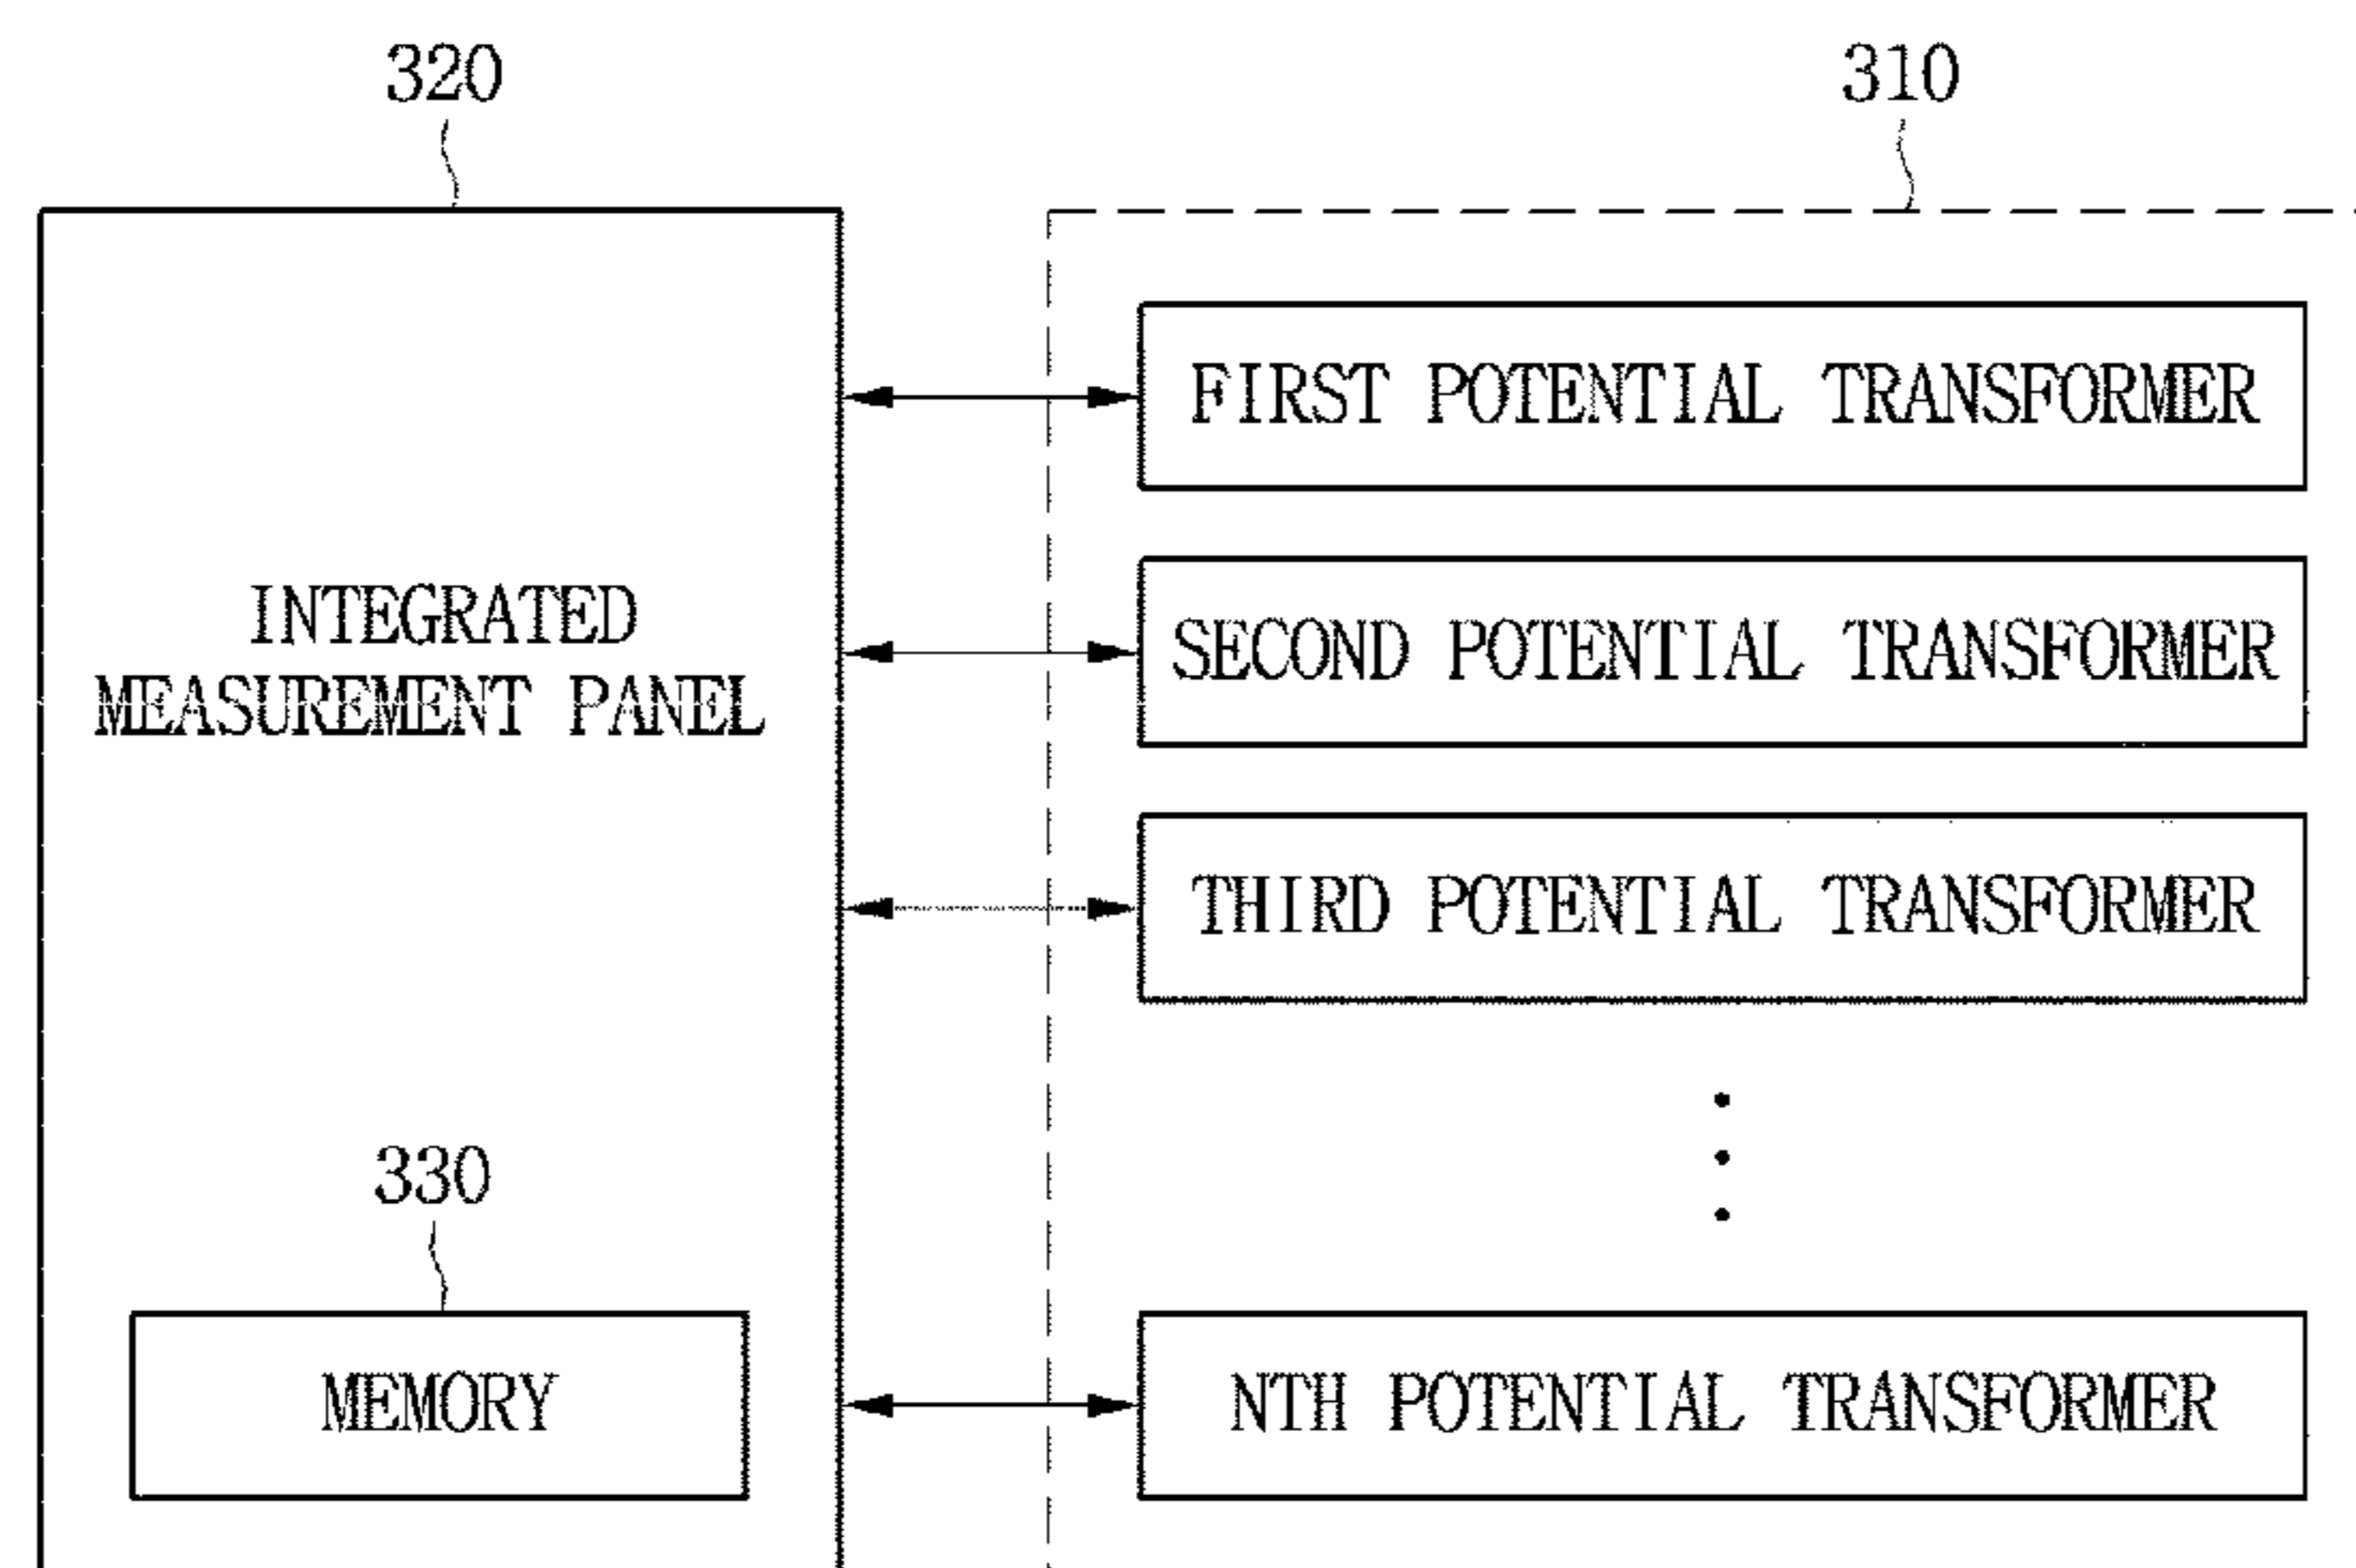 320
310
INTEGRATED
MEASUREMENT PANEL
330
MEMORY
FIRST POTENTIAL TRANSFORMER
SECOND POTENTIAL TRANSFORMER
THIRD POTENTIAL TRANSFORMER
NTH POTENTIAL TRANSFORMER